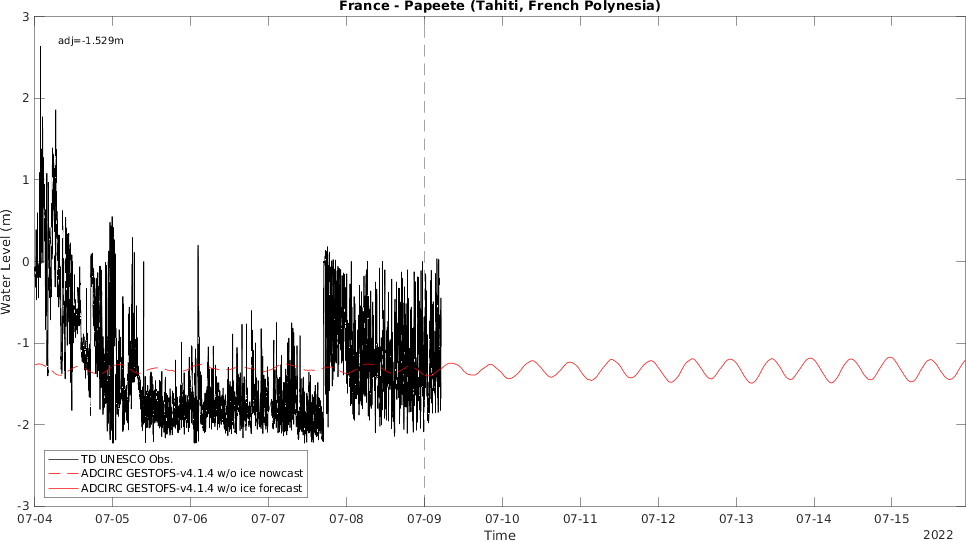 France - Papeete (Tahiti, French Polynesia)
adj=-1.529m
3
2
1
0
-1
-2
-3
Water Level (m)
TD UNESCO Obs.
ADCIRC GESTOFS-v4.1.4 w/o ice nowcast
ADCIRC GESTOFS-v4.1.4 w/o ice forecast
07-04 07-05 07-06 07-07 07-08 07-09 07-10 07-11 07-12 07-13 07-14 07-15
Time
2022